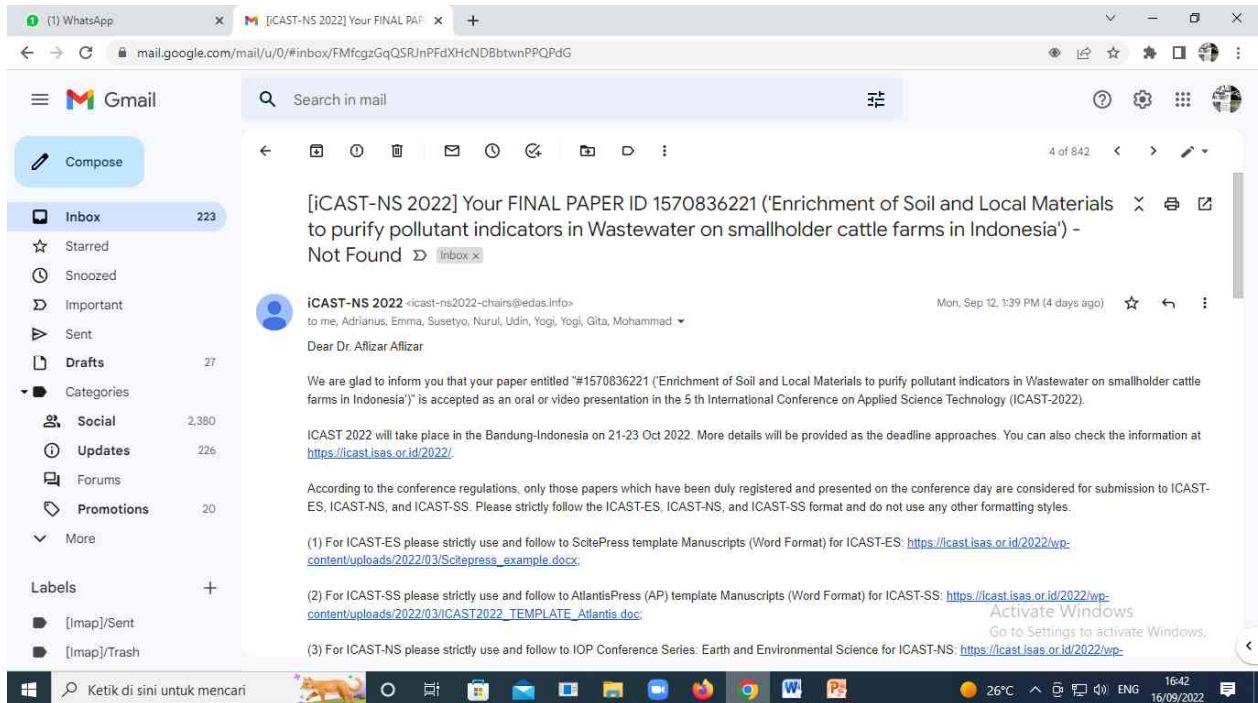 (1) WhatsApp
[iCAST-NS 2022] Your FINAL PAP
mail.google.com/mail/u/0/#inbox/FMfcgzGqQSRJnPFdXHcNDBbtwnPPQPdG
Gmail
Search in mail
Compose
4 of 842
Inbox 223
Starred
Snoozed
Important
Sent
Drafts 27
Categories
Social 2,380
Updates 226
Forums
Promotions 20
More
Labels
[Imap]/Sent
[Imap]/Trash
[iCAST-NS 2022] Your FINAL PAPER ID 1570836221 ('Enrichment of Soil and Local Materials
to purify pollutant indicators in Wastewater on smallholder cattle farms in Indonesia') -
Not Found Inbox x
iCAST-NS 2022 <icast-ns2022-chairs@edas.info> Mon, Sep 12, 1:39 PM (4 days ago)
to me, Adrianus, Emma, Susetyo, Nurul, Udin, Yogi, Yogi, Gita, Mohammad
Dear Dr. Aflizar Aflizar
We are glad to inform you that your paper entitled "#1570836221 ('Enrichment of Soil and Local Materials to purify pollutant indicators in Wastewater on smallholder cattle
farms in Indonesia')" is accepted as an oral or video presentation in the 5 th International Conference on Applied Science Technology (ICAST-2022).
ICAST 2022 will take place in the Bandung-Indonesia on 21-23 Oct 2022. More details will be provided as the deadline approaches. You can also check the information at
https://icast.isas.or.id/2022/.
According to the conference regulations, only those papers which have been duly registered and presented on the conference day are considered for submission to ICAST-
ES, ICAST-NS, and ICAST-SS. Please strictly follow the ICAST-ES, ICAST-NS, and ICAST-SS format and do not use any other formatting styles.
(1) For ICAST-ES please strictly use and follow to ScitePress template Manuscripts (Word Format) for ICAST-ES: https://icast.isas.or.id/2022/wp-
content/uploads/2022/03/Scitepress_example.docx;
(2) For ICAST-SS please strictly use and follow to AtlantisPress (AP) template Manuscripts (Word Format) for ICAST-SS: https://icast.isas.or.id/2022/wp-
content/uploads/2022/03/ICAST2022_TEMPLATE_Atlantis.doc;
(3) For ICAST-NS please strictly use and follow to IOP Conference Series: Earth and Environmental Science for ICAST-NS: https://icast.isas.or.id/2022/wp-
Activate Windows
Go to Settings to activate Windows.
Ketik di sini untuk mencari
26°C
ENG
16:42
16/09/2022